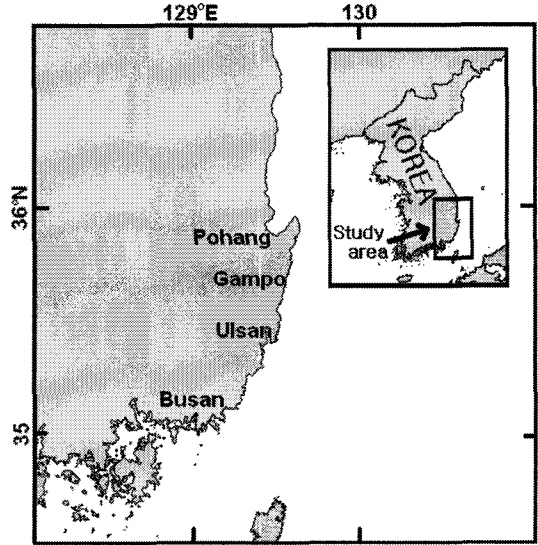 129°E
130
KOREA
36°N
Study
area
Pohang
Gampo
Ulsan
Busan
35